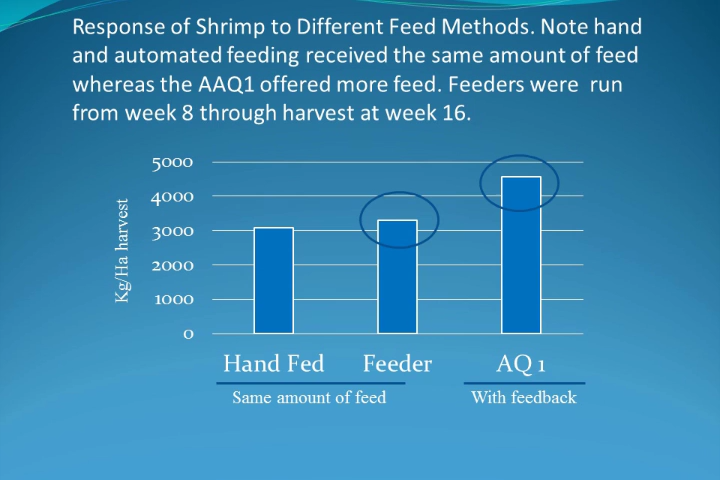 Response of Shrimp to Different Feed Methods. Note hand
and automated feeding received the same amount of feed
whereas the AAQ1 offered more feed. Feeders were  run
from week 8 through harvest at week 16.
5000
4000
3000
2000
1000
0
Kg/Ha harvest
Hand Fed
Feeder
AQ 1
Same amount of feed
With feedback